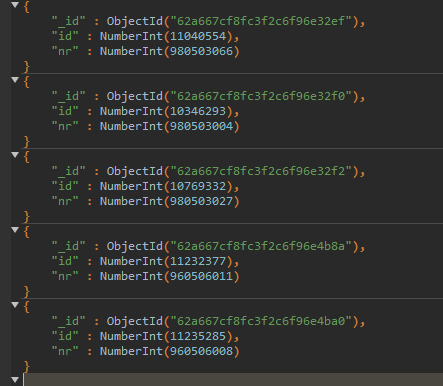 {
"_id" : ObjectId("62a667cf8fc3f2c6f96e32ef"),
"id" : NumberInt(11040554),
"nr" : NumberInt(980503066)
}
{
"_id" : ObjectId("62a667cf8fc3f2c6f96e32f0"),
"id" : NumberInt(10346293),
"nr" : NumberInt(980503004)
}
{
"_id" : ObjectId("62a667cf8fc3f2c6f96e32f2"),
"id" : NumberInt(10769332),
"nr" : NumberInt(980503027)
}
{
"_id" : ObjectId("62a667cf8fc3f2c6f96e4b8a"),
"id" : NumberInt(11232377),
"nr" : NumberInt(960506011)
}
{
"_id" : ObjectId("62a667cf8fc3f2c6f96e4ba0"),
"id" : NumberInt(11235285),
"nr" : NumberInt(960506008)
}